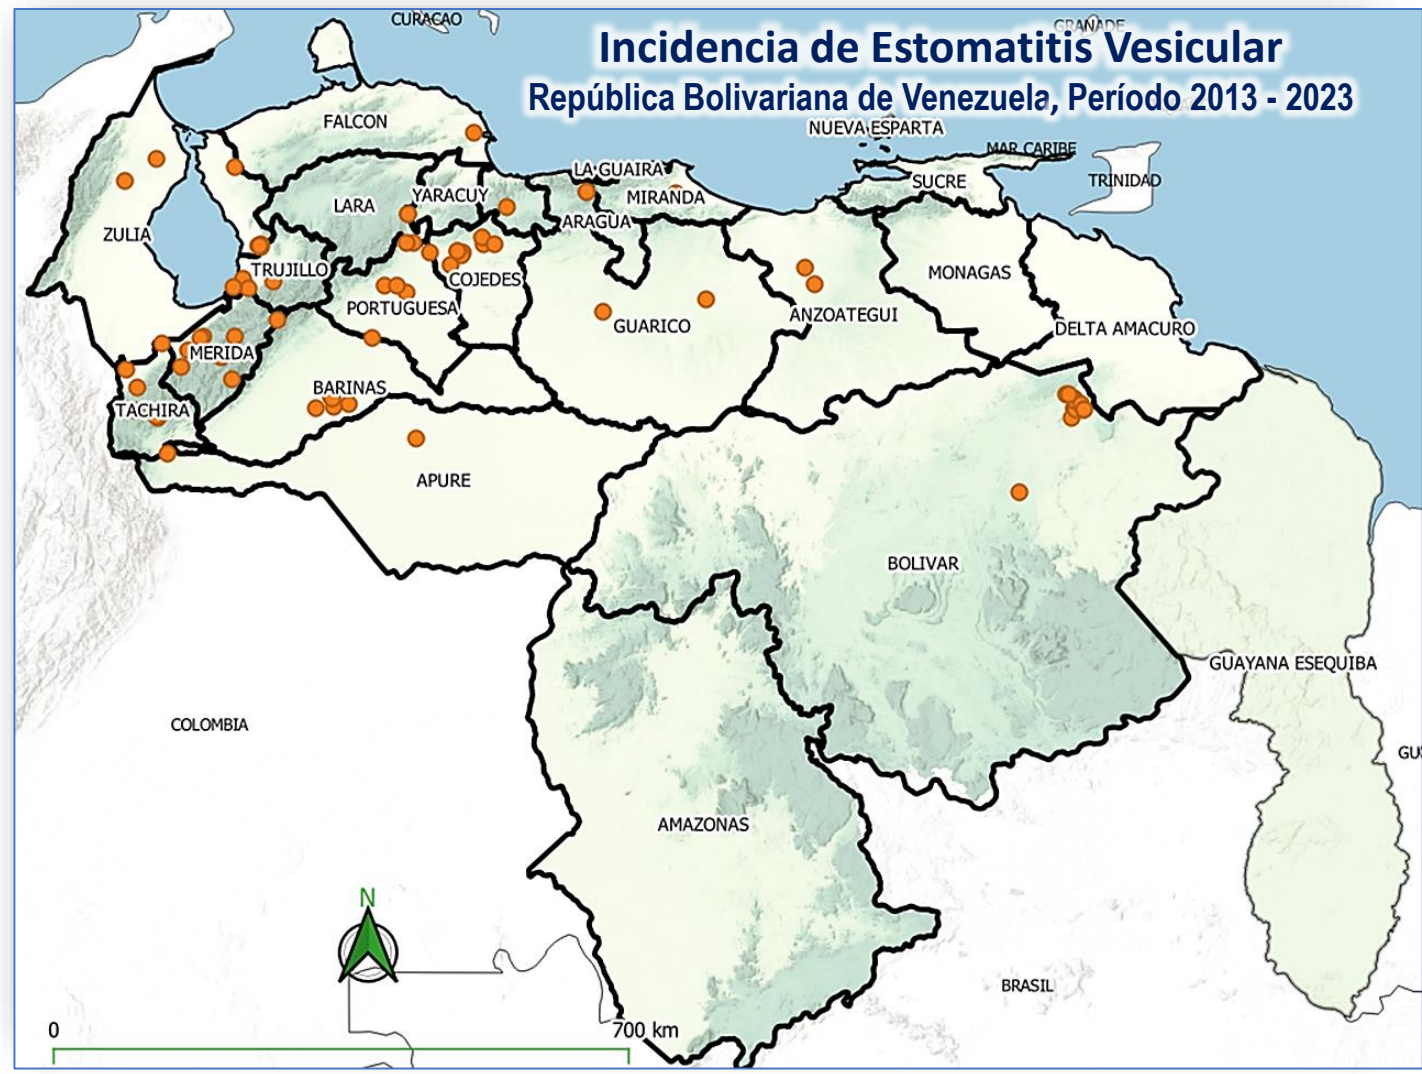 CURACAO
GRANADE
Incidencia de Estomatitis Vesicular
República Bolivariana de Venezuela, Período 2013 - 2023
FALCON
NUEVA ESPARTA
MAR CARIBE
LA GUAIRA
TRINIDAD
SUCRE
YARACUY
MIRANDA
LARA
ARAGUA
ZULIA
TRUJILLO
MONAGAS
COJEDES
PORTUGUESA
ANZOATEGUI
GUARICO
DELTA AMACURO
MERIDA
BARINAS
TACHIRA
APURE
BOLIVAR
GUAYANA ESEQUIBA
COLOMBIA
GU
AMAZONAS
N
BRASIL
0
700 km